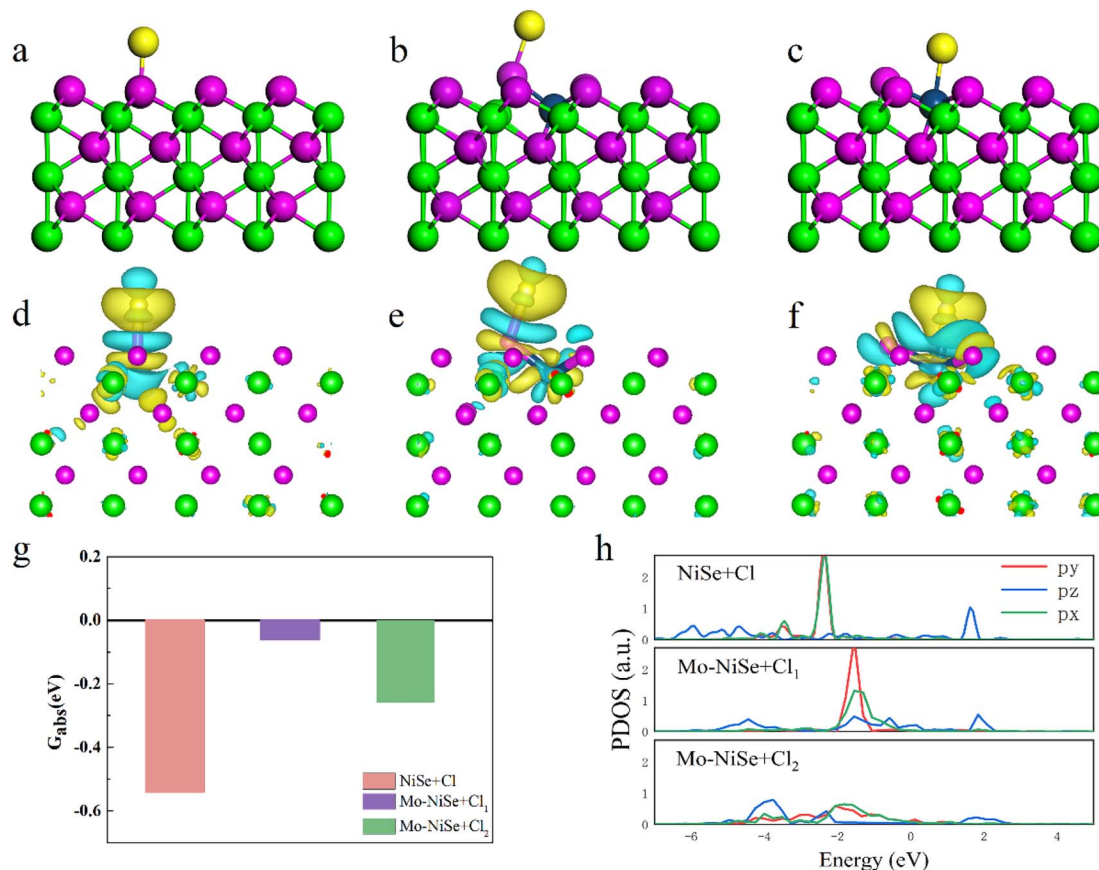 a
b
c
d
e
f
g
0.2
0.0
-0.2
-0.4
-0.6
G_abs(eV)
NiSe+Cl
Mo-NiSe+Cl₁
Mo-NiSe+Cl₂
h
PDOS (a.u.)
2
1
0
NiSe+Cl
py
pz
px
2
1
0
Mo-NiSe+Cl₁
2
1
0
Mo-NiSe+Cl₂
-6 -4 -2 0 2 4
Energy (eV)